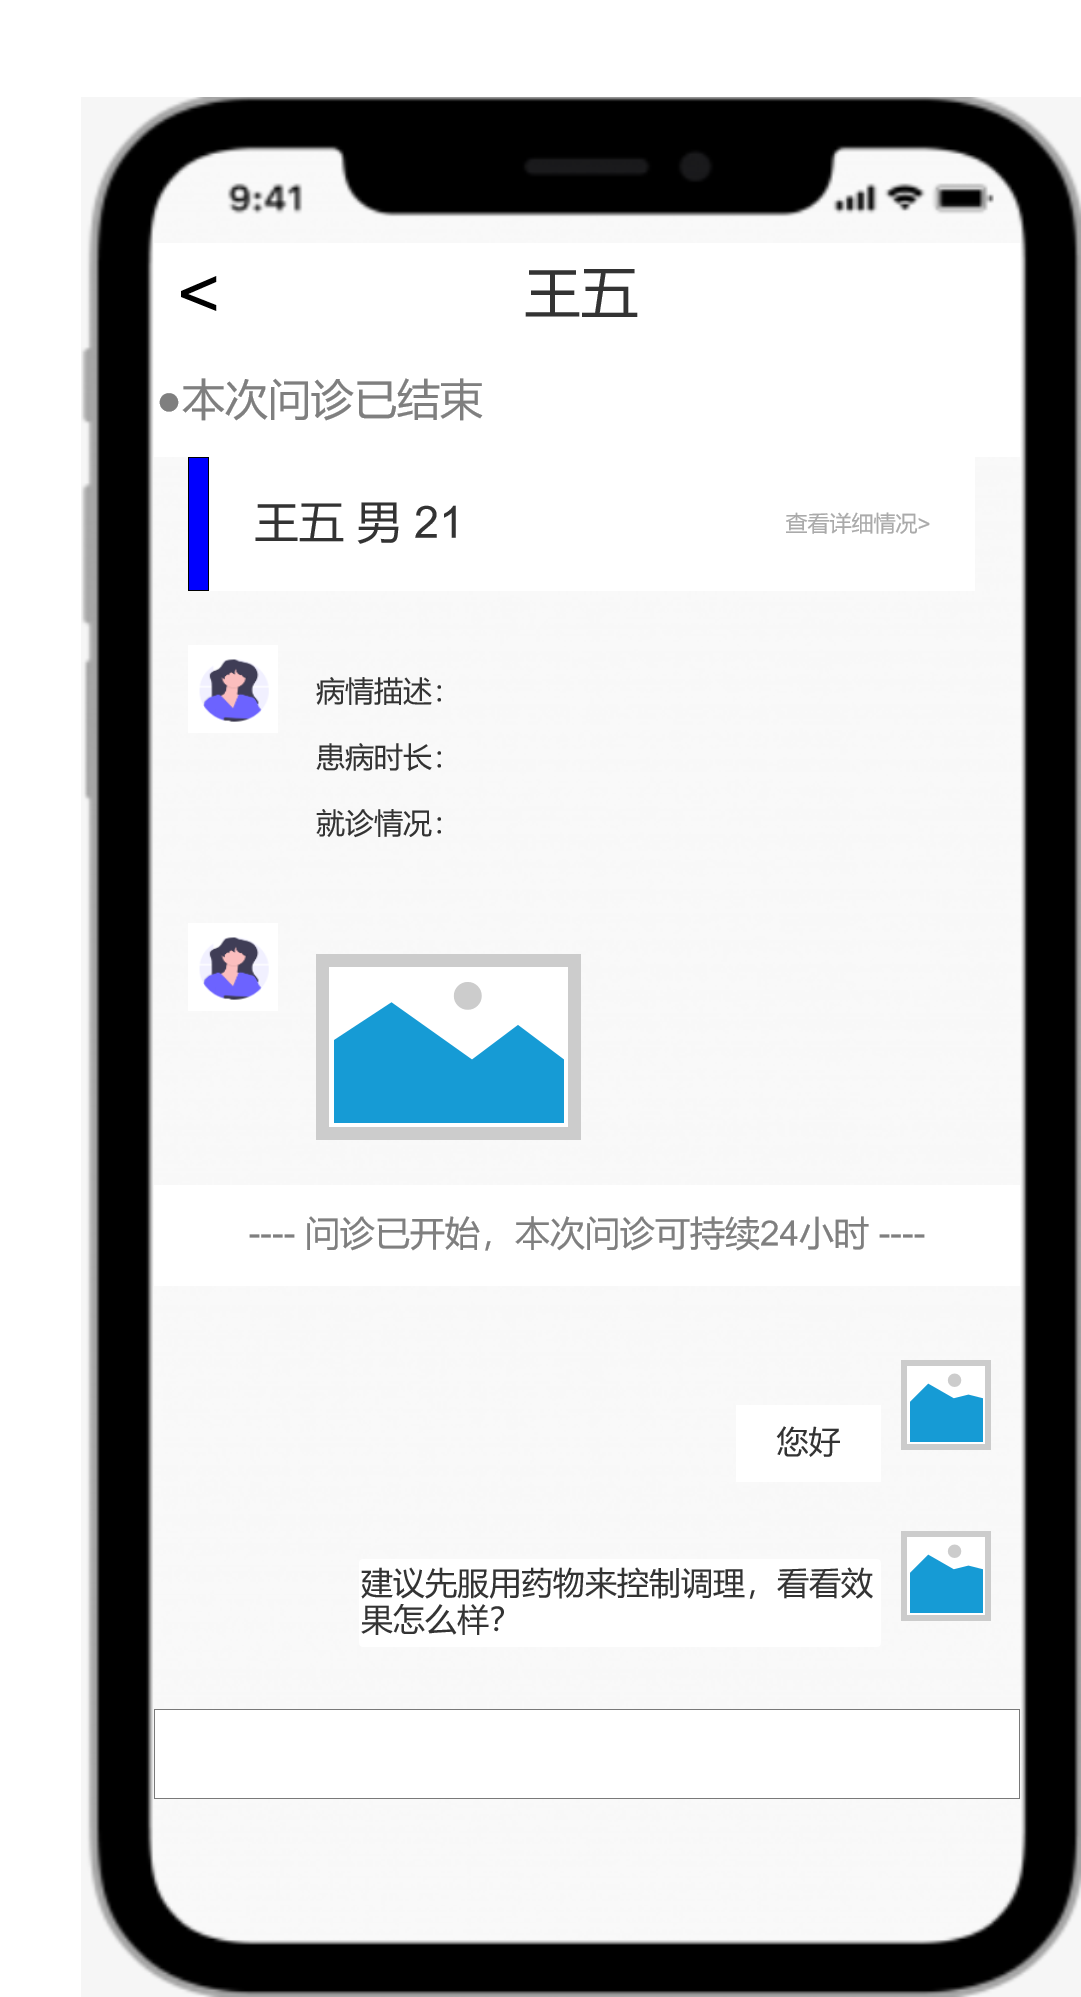 9:41
< 王五
●本次问诊已结束
王五 男 21 查看详细情况>
病情描述：
患病时长：
就诊情况：
---- 问诊已开始，本次问诊可持续24小时 ----
您好
建议先服用药物来控制调理，看看效
果怎么样？